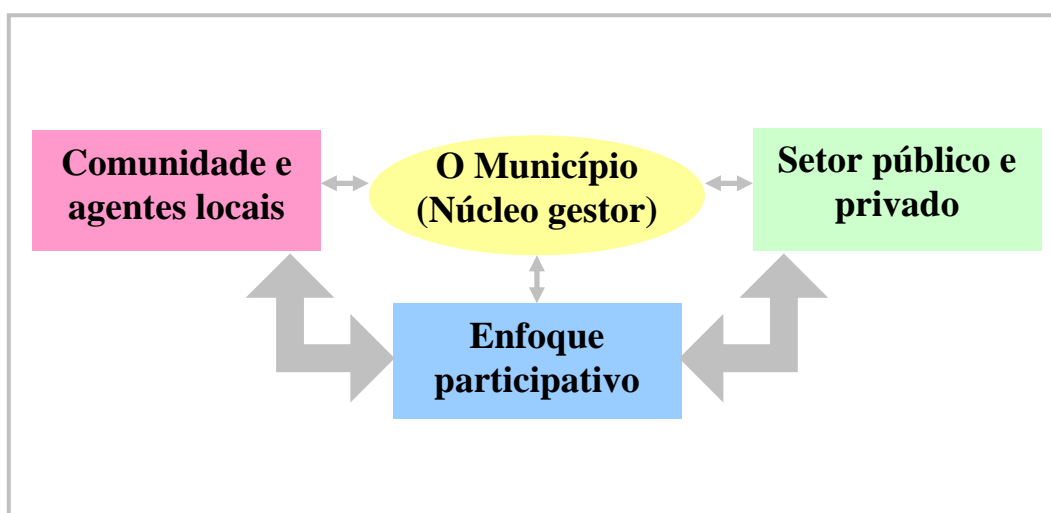 Comunidade e
agentes locais
O Município
(Núcleo gestor)
Setor público e
privado
Enfoque
participativo